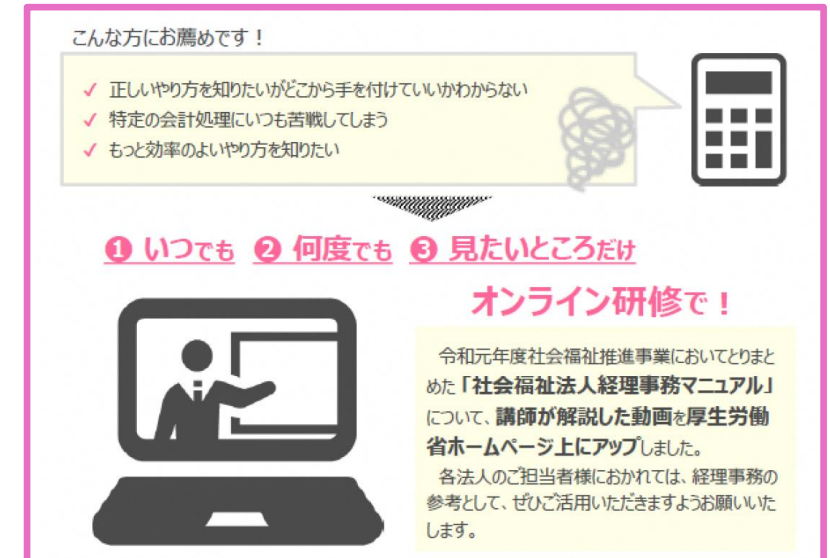 こんな方にお薦めです！
✓ 正しいやり方を知りたいがどこから手を付けていいかわからない
✓ 特定の会計処理にいつも苦戦してしまう
✓ もっと効率のよいやり方を知りたい
❶ いつでも ❷ 何度でも ❸ 見たいところだけ
オンライン研修で！
令和元年度社会福祉推進事業においてとりまと
めた「社会福祉法人経理事務マニュアル」
について、講師が解説した動画を厚生労働
省ホームページ上にアップしました。
各法人のご担当者様におかれては、経理事務の
参考として、ぜひご活用いただきますようお願いいた
します。